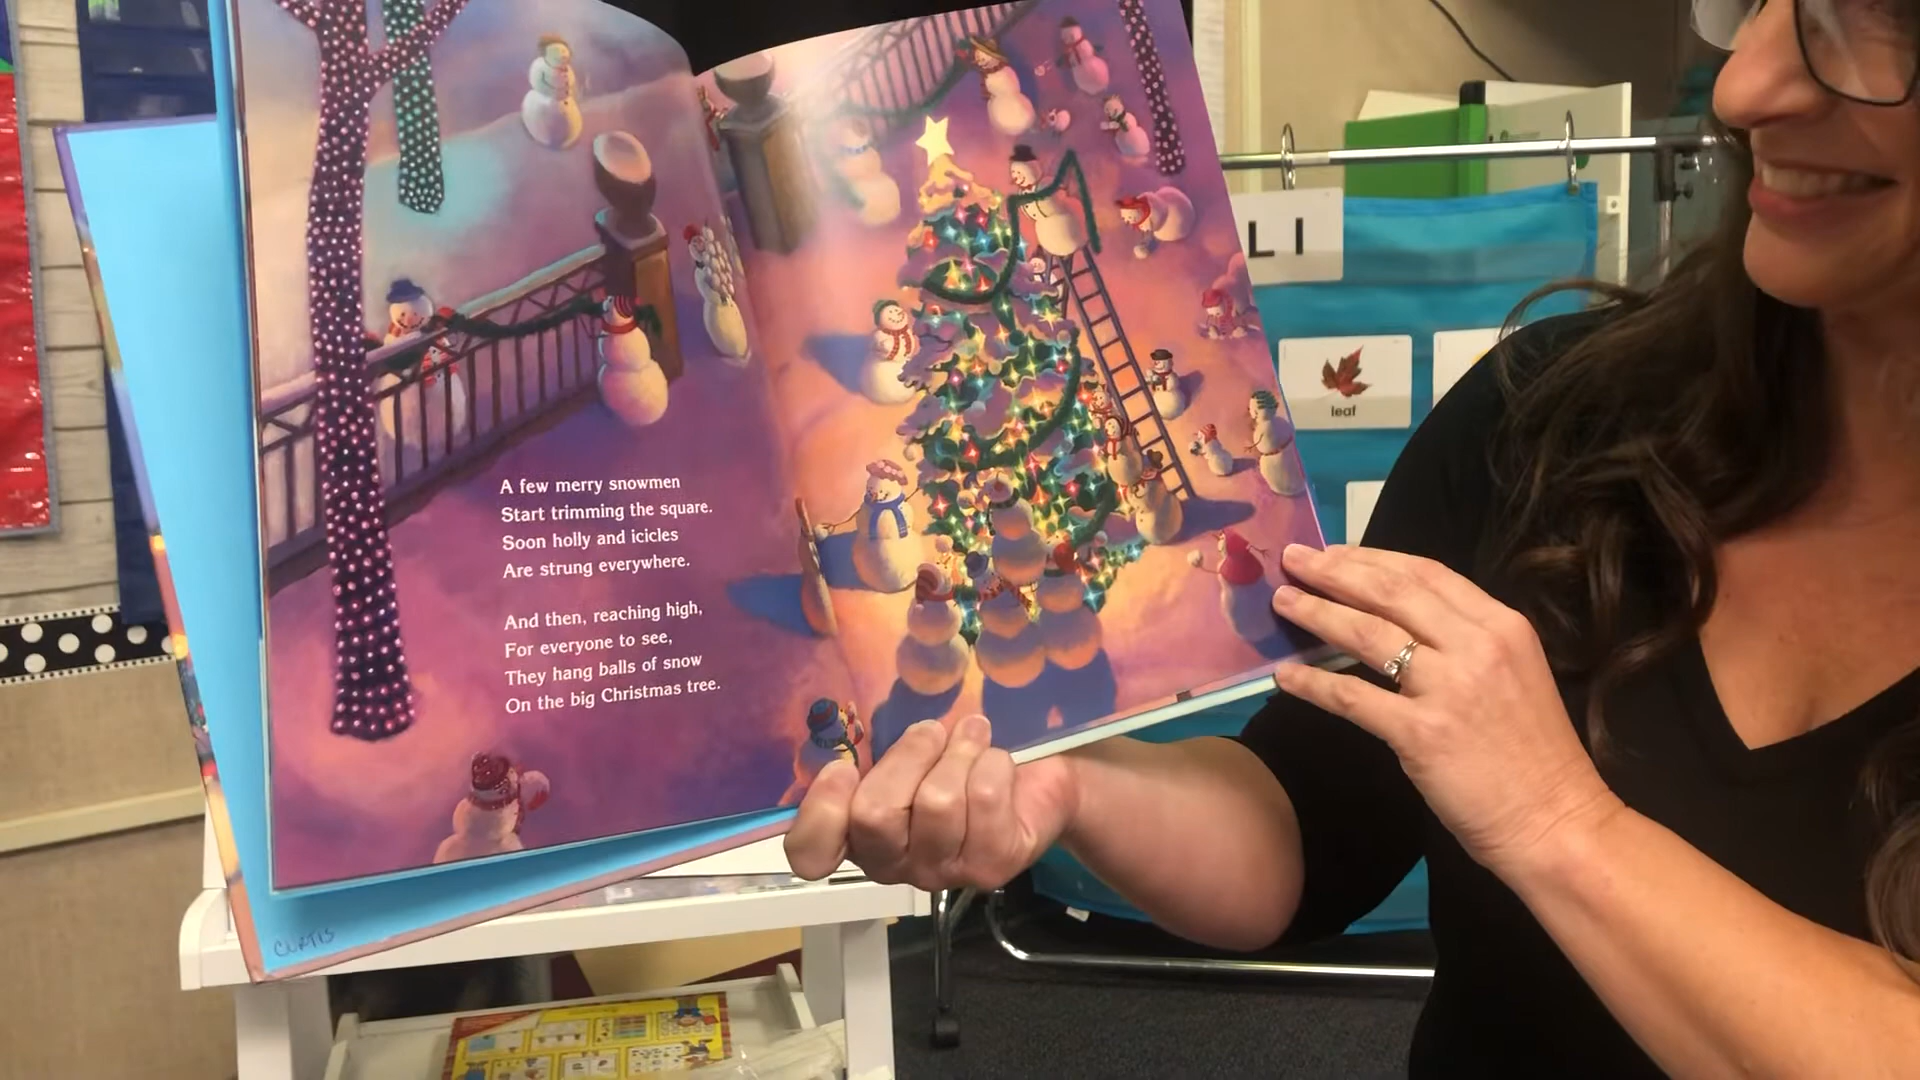 A few merry snowmen
Start trimming the square.
Soon holly and icicles
Are strung everywhere.
And then, reaching high,
For everyone to see,
They hang balls of snow
On the big Christmas tree.
LI
leaf
CURTIS